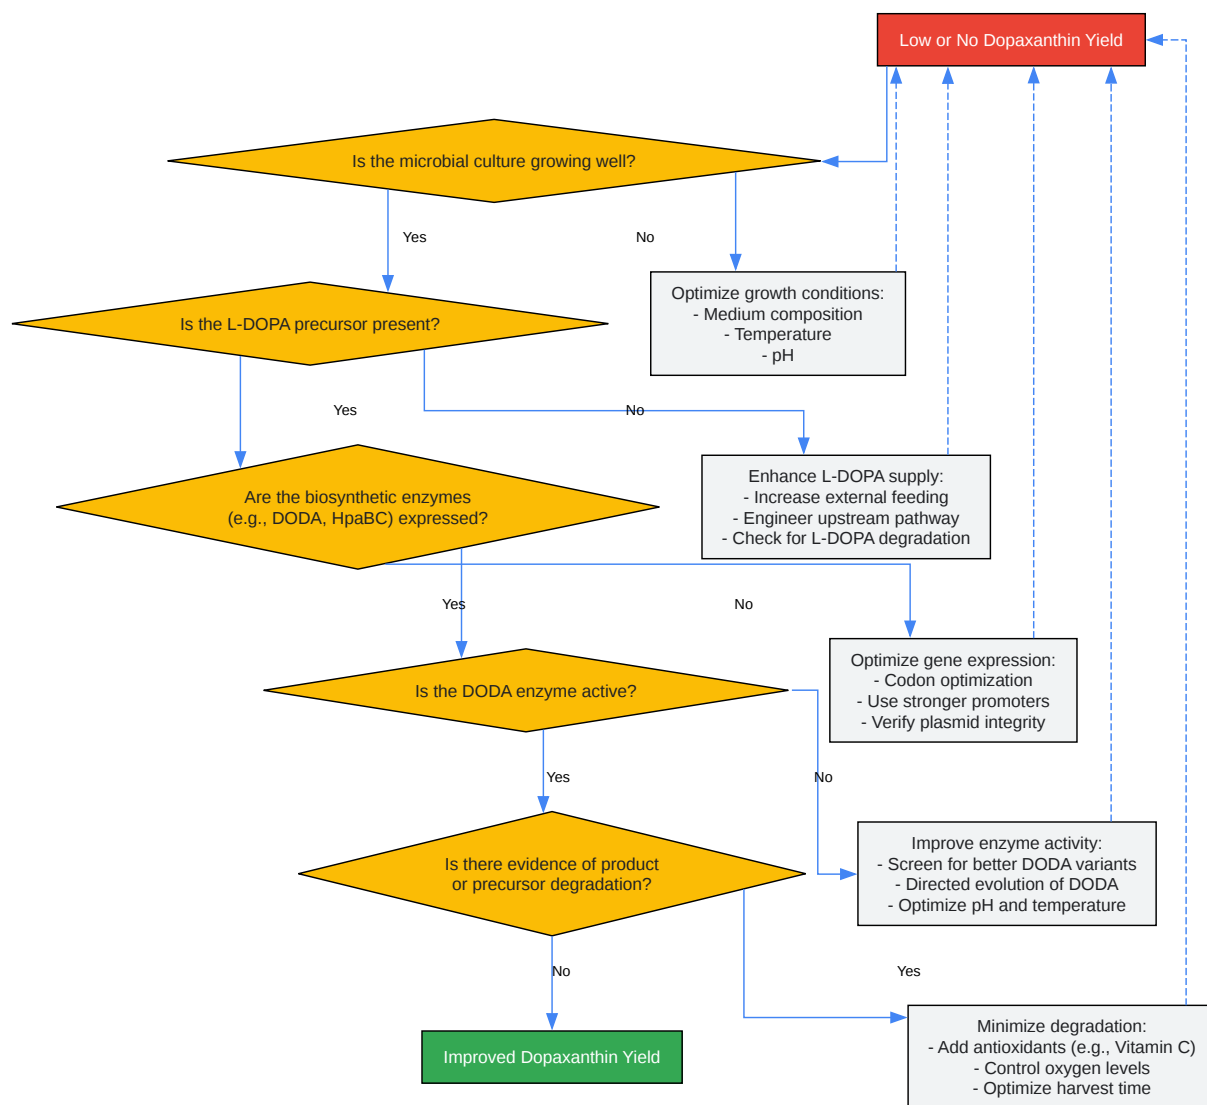 Low or No Dopaxanthin Yield
Is the microbial culture growing well?
Yes
No
Optimize growth conditions:
- Medium composition
- Temperature
- pH
Is the L-DOPA precursor present?
Yes
No
Enhance L-DOPA supply:
- Increase external feeding
- Engineer upstream pathway
- Check for L-DOPA degradation
Are the biosynthetic enzymes
(e.g., DODA, HpaBC) expressed?
Yes
No
Optimize gene expression:
- Codon optimization
- Use stronger promoters
- Verify plasmid integrity
Is the DODA enzyme active?
Yes
No
Improve enzyme activity:
- Screen for better DODA variants
- Directed evolution of DODA
- Optimize pH and temperature
Is there evidence of product
or precursor degradation?
No
Yes
Minimize degradation:
- Add antioxidants (e.g., Vitamin C)
- Control oxygen levels
- Optimize harvest time
Improved Dopaxanthin Yield